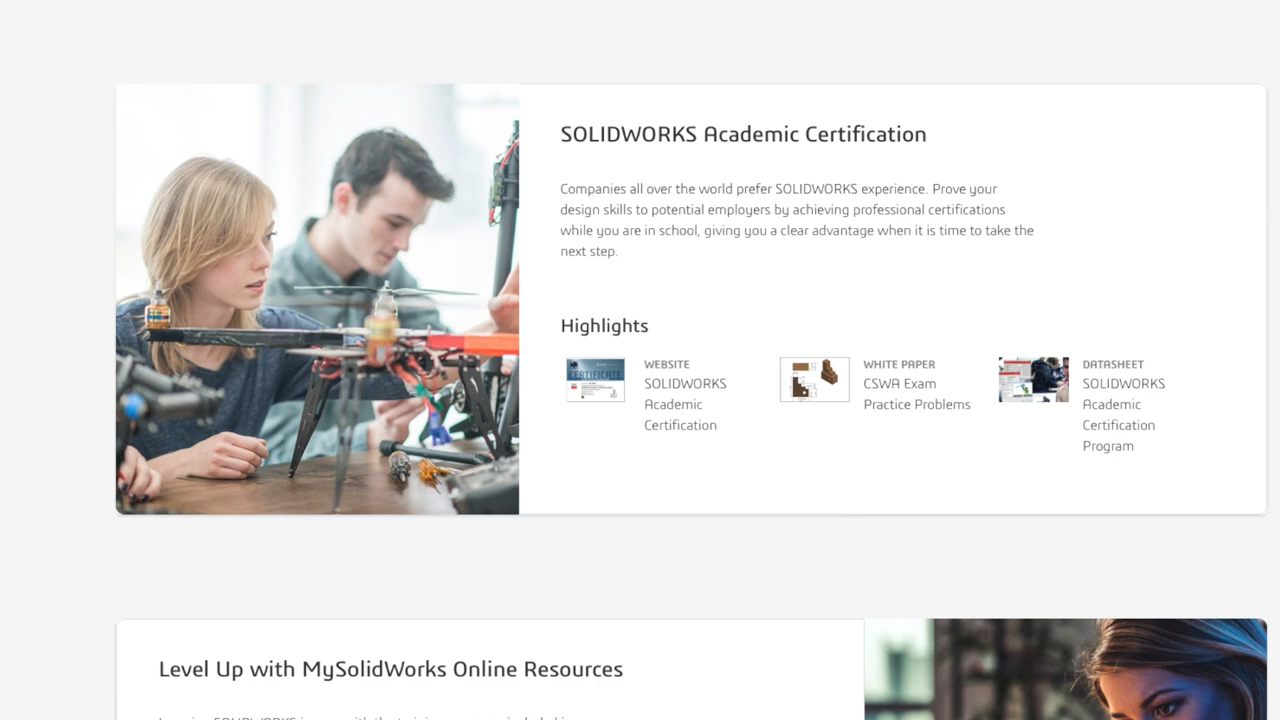 SOLIDWORKS Academic Certification
Companies all over the world prefer SOLIDWORKS experience. Prove your
design skills to potential employers by achieving professional certifications
while you are in school, giving you a clear advantage when it is time to take the
next step.
Highlights
CERTIFICATE
WEBSITE
SOLIDWORKS
Academic
Certification
WHITE PAPER
CSWA Exam
Practice Problems
DATASHEET
SOLIDWORKS
Academic
Certification
Program
Level Up with MySolidWorks Online Resources